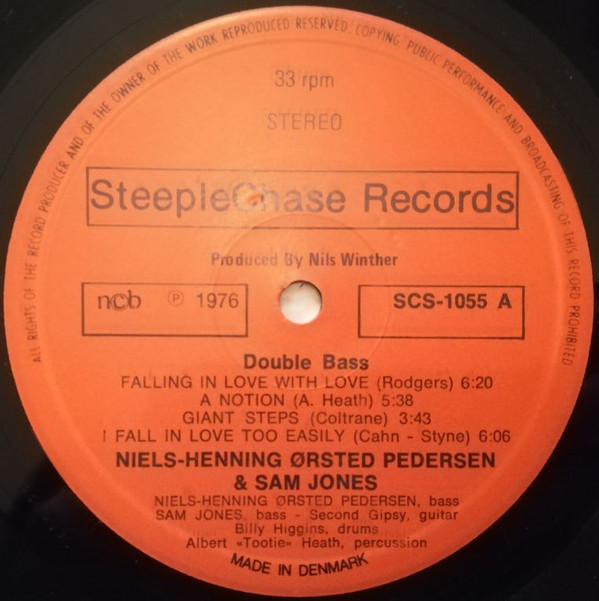 ALL RIGHTS OF THE RECORD PRODUCER AND OF THE OWNER OF THE WORK REPRODUCED RESERVED. COPYING, PUBLIC PERFORMANCE AND BROADCASTING OF THIS RECORD PROHIBITED
33 rpm
STEREO
SteepleChase Records
Produced By Nils Winther
ncb ℗ 1976
SCS-1055 A
Double Bass
FALLING IN LOVE WITH LOVE (Rodgers) 6:20
A NOTION (A. Heath) 5:38
GIANT STEPS (Coltrane) 3:43
I FALL IN LOVE TOO EASILY (Cahn - Styne) 6:06
NIELS-HENNING ØRSTED PEDERSEN
& SAM JONES
NIELS-HENNING ØRSTED PEDERSEN, bass
SAM JONES, bass - Second Gipsy, guitar
Billy Higgins, drums
Albert «Tootie» Heath, percussion
MADE IN DENMARK